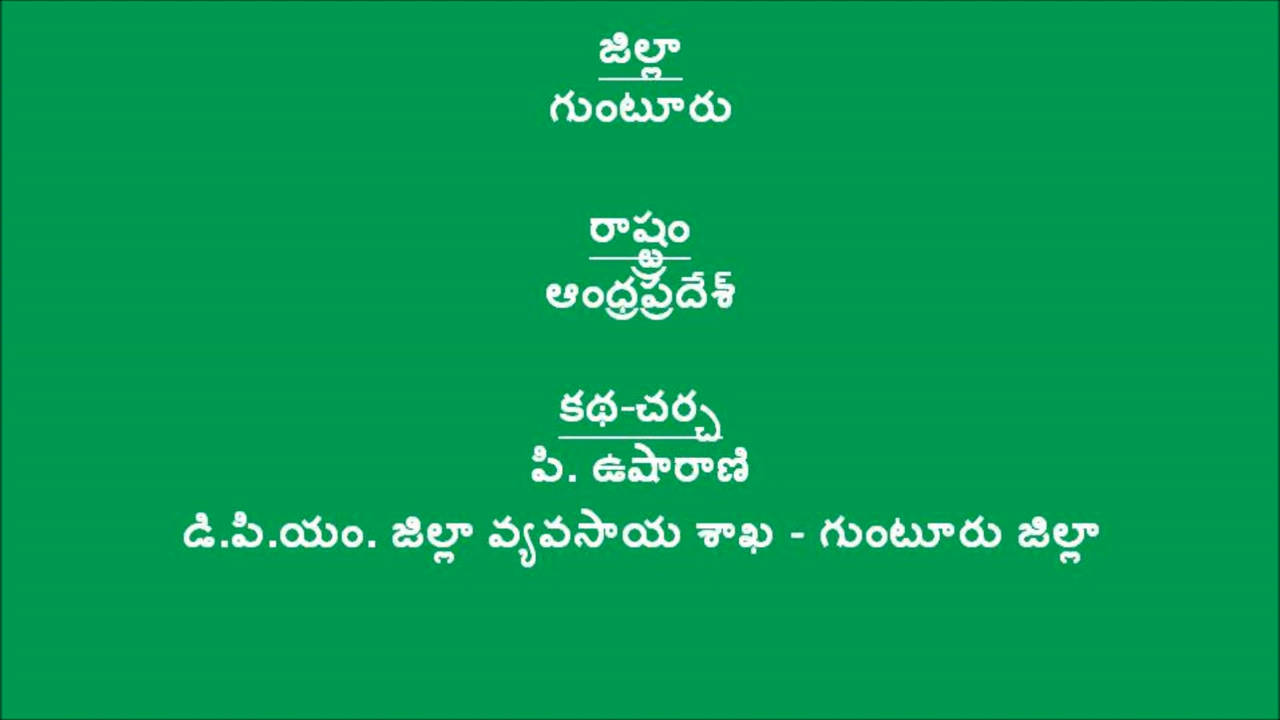 జిల్లా
గుంటూరు
రాష్ట్రం
ఆంధ్రప్రదేశ్
కథ-చర్చ
పి. ఉషారాణి
డి.పి.యం. జిల్లా వ్యవసాయ శాఖ - గుంటూరు జిల్లా